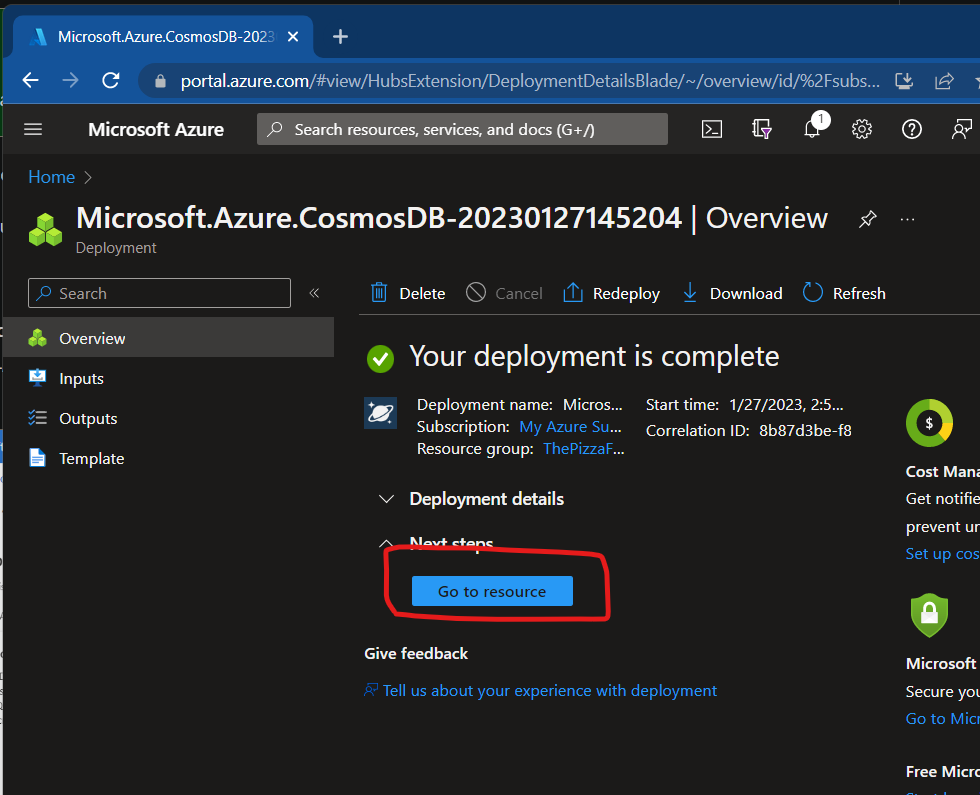 Microsoft.Azure.CosmosDB-2023
portal.azure.com/#view/HubsExtension/DeploymentDetailsBlade/~/overview/id/%2Fsubs...
Microsoft Azure
Search resources, services, and docs (G+/)
1
Home
Microsoft.Azure.CosmosDB-20230127145204 | Overview
Deployment
Search
Delete
Cancel
Redeploy
Download
Refresh
Overview
Inputs
Outputs
Template
Your deployment is complete
Deployment name: Micros...
Subscription: My Azure Su...
Resource group: ThePizzaF...
Start time: 1/27/2023, 2:5...
Correlation ID: 8b87d3be-f8
Deployment details
Next steps
Go to resource
Give feedback
Tell us about your experience with deployment
$
Cost Mana
Get notifie
prevent un
Set up cos
Microsoft
Secure you
Go to Micr
Free Micro